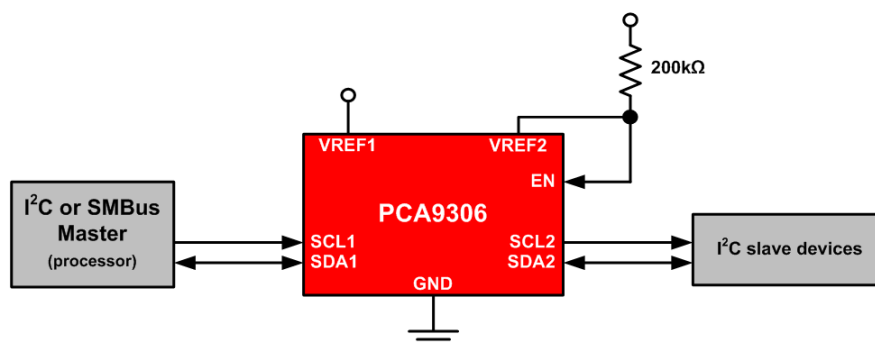 200kΩ
VREF1
VREF2
EN
I²C or SMBus
Master
(processor)
PCA9306
SCL1
SDA1
SCL2
SDA2
GND
I²C slave devices